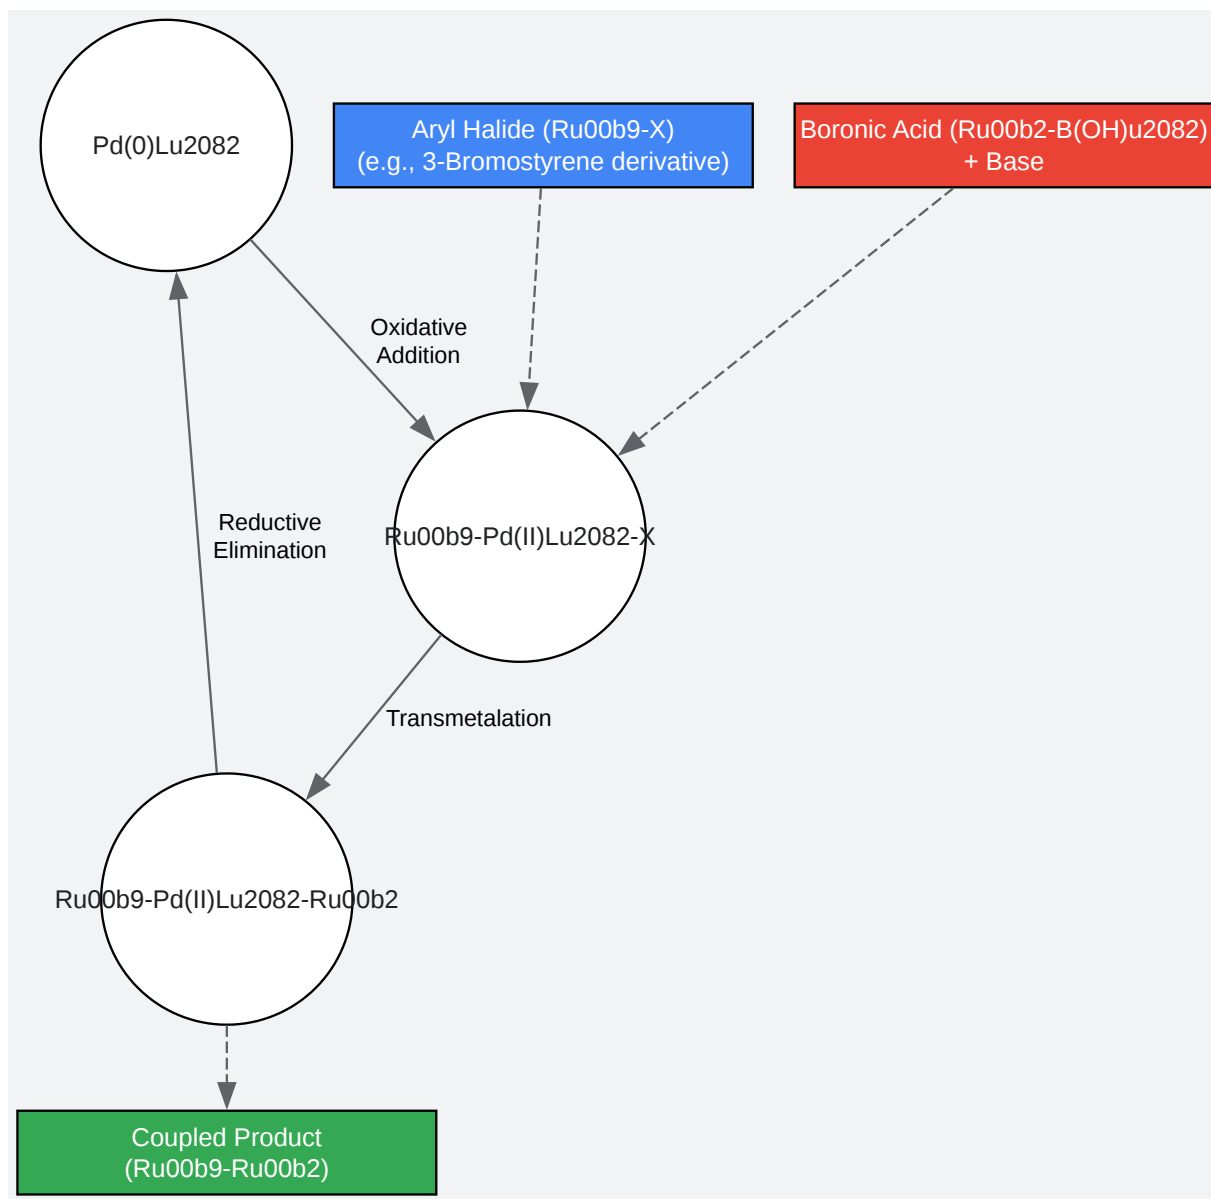 Pd(0)Lu2082
Aryl Halide (Ru00b9-X)
(e.g., 3-Bromostyrene derivative)
Boronic Acid (Ru00b2-B(OH)u2082)
+ Base
Oxidative
Addition
Reductive
Elimination
Ru00b9-Pd(II)Lu2082-X
Transmetalation
Ru00b9-Pd(II)Lu2082-Ru00b2
Coupled Product
(Ru00b9-Ru00b2)